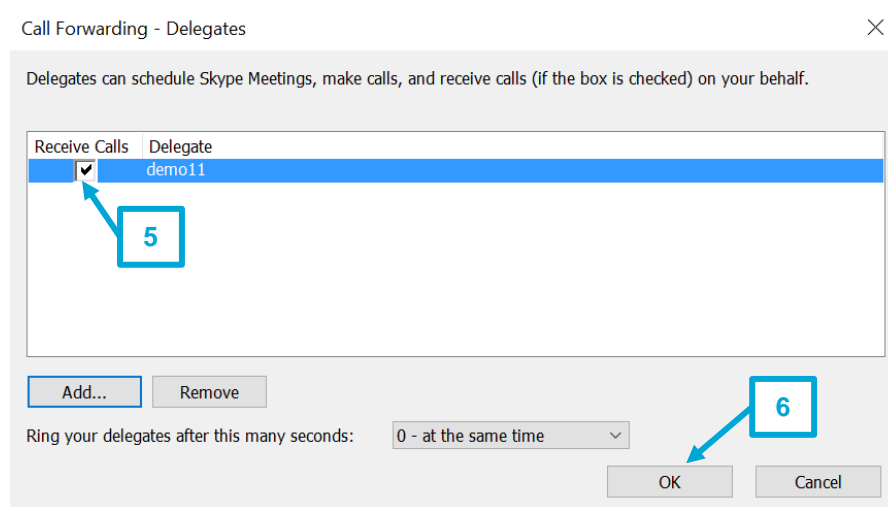 Call Forwarding - Delegates
Delegates can schedule Skype Meetings, make calls, and receive calls (if the box is checked) on your behalf.
Receive Calls Delegate
demo11
5
Add... Remove
6
Ring your delegates after this many seconds: 0 - at the same time
OK Cancel